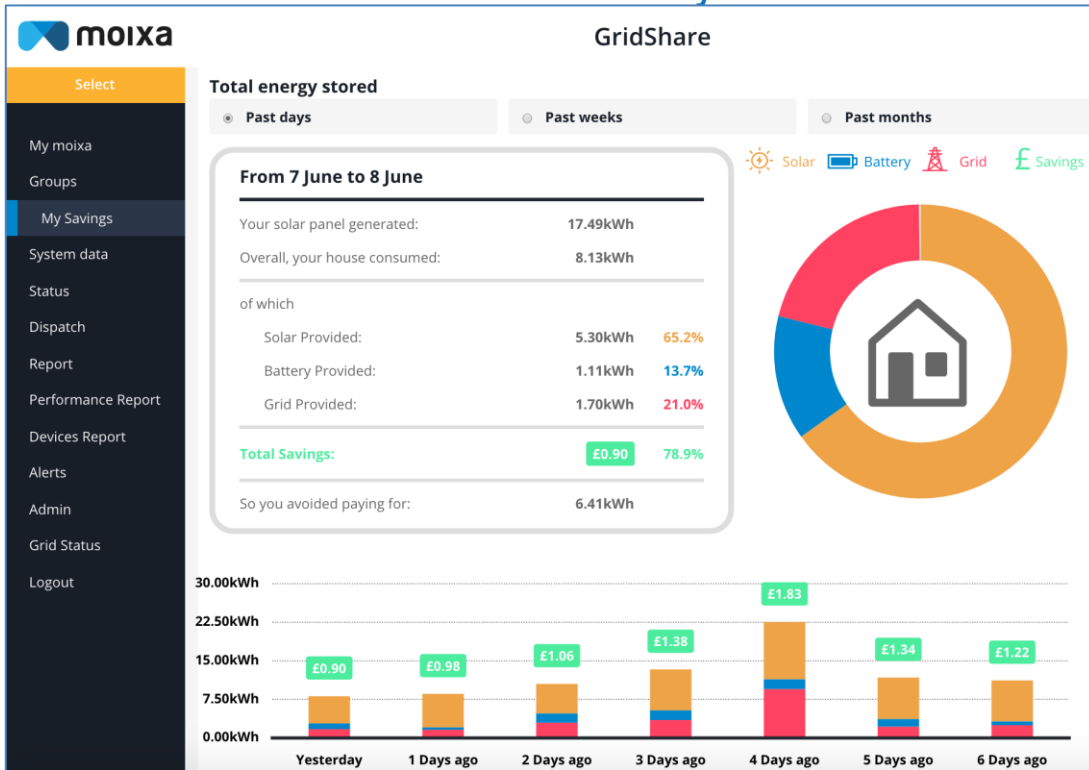 moixa
GridShare
Select
My moixa
Groups
My Savings
System data
Status
Dispatch
Report
Performance Report
Devices Report
Alerts
Admin
Grid Status
Logout
Total energy stored
Past days Past weeks Past months
Solar Battery Grid £ Savings
From 7 June to 8 June
Your solar panel generated: 17.49kWh
Overall, your house consumed: 8.13kWh
of which
Solar Provided: 5.30kWh 65.2%
Battery Provided: 1.11kWh 13.7%
Grid Provided: 1.70kWh 21.0%
Total Savings: £0.90 78.9%
So you avoided paying for: 6.41kWh
30.00kWh
22.50kWh
15.00kWh
7.50kWh
0.00kWh
£0.90 £0.98 £1.06 £1.38 £1.83 £1.34 £1.22
Yesterday 1 Days ago 2 Days ago 3 Days ago 4 Days ago 5 Days ago 6 Days ago